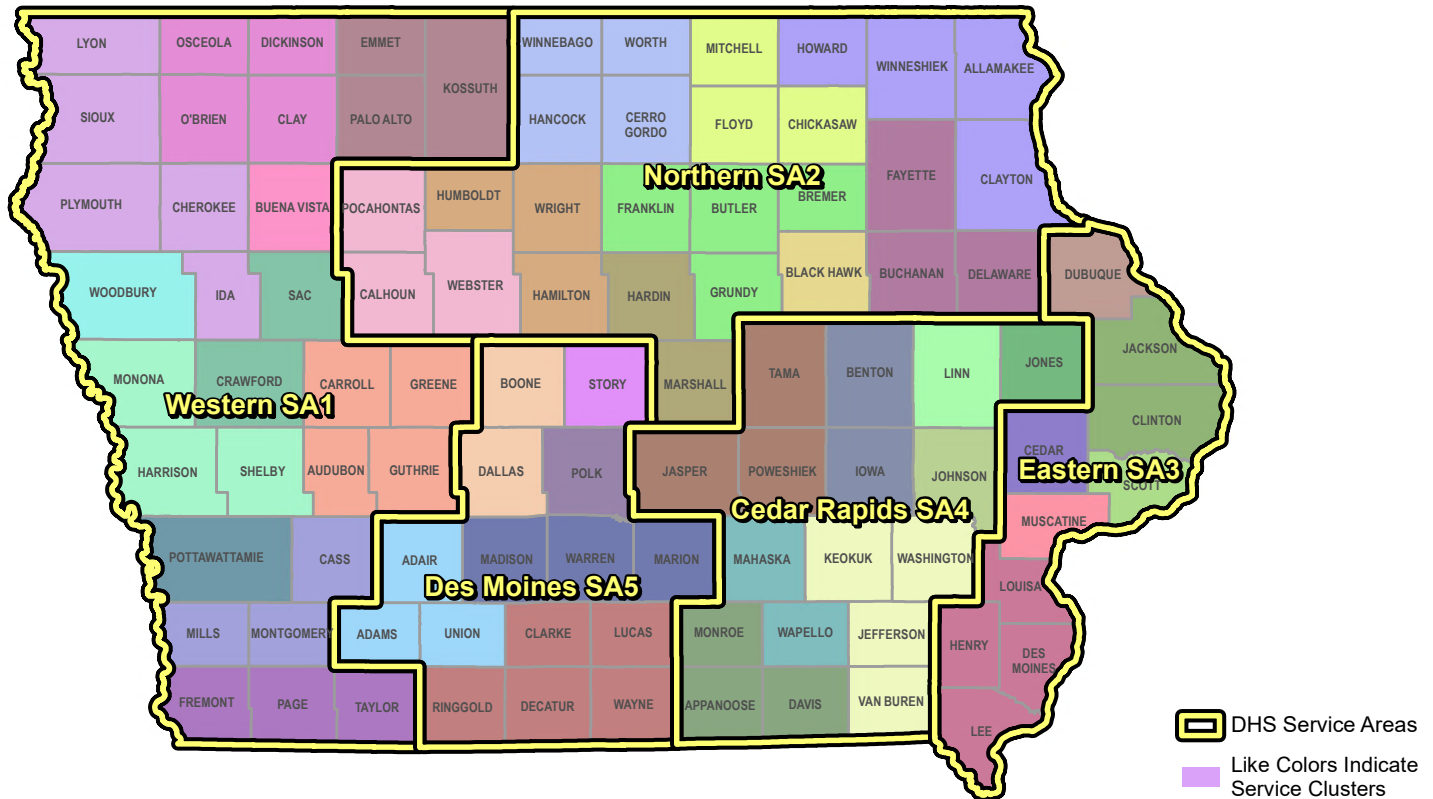 LYON
OSCEOLA
DICKINSON
EMMET
KOSSUTH
WINNEBAGO
WORTH
MITCHELL
HOWARD
WINNESHIEK
ALLAMAKEE
SIOUX
O'BRIEN
CLAY
PALO ALTO
HANCOCK
CERRO
GORDO
FLOYD
CHICKASAW
Northern SA2
PLYMOUTH
CHEROKEE
BUENA VISTA
POCAHONTAS
HUMBOLDT
WRIGHT
FRANKLIN
BUTLER
BREMER
FAYETTE
CLAYTON
WOODBURY
IDA
SAC
CALHOUN
WEBSTER
HAMILTON
HARDIN
GRUNDY
BLACK HAWK
BUCHANAN
DELAWARE
DUBUQUE
MONONA
CRAWFORD
CARROLL
GREENE
BOONE
STORY
MARSHALL
TAMA
BENTON
LINN
JONES
JACKSON
Western SA1
HARRISON
SHELBY
AUDUBON
GUTHRIE
DALLAS
POLK
JASPER
POWESHIEK
IOWA
JOHNSON
CEDAR
CLINTON
Eastern SA3
SCOTT
Cedar Rapids SA4
MUSCATINE
POTTAWATTAMIE
CASS
ADAIR
MADISON
WARREN
MARION
MAHASKA
KEOKUK
WASHINGTON
LOUISA
Des Moines SA5
MILLS
MONTGOMERY
ADAMS
UNION
CLARKE
LUCAS
MONROE
WAPELLO
JEFFERSON
HENRY
DES
MOINES
FREMONT
PAGE
TAYLOR
RINGGOLD
DECATUR
WAYNE
APPANOOSE
DAVIS
VAN BUREN
LEE
DHS Service Areas
Like Colors Indicate
Service Clusters